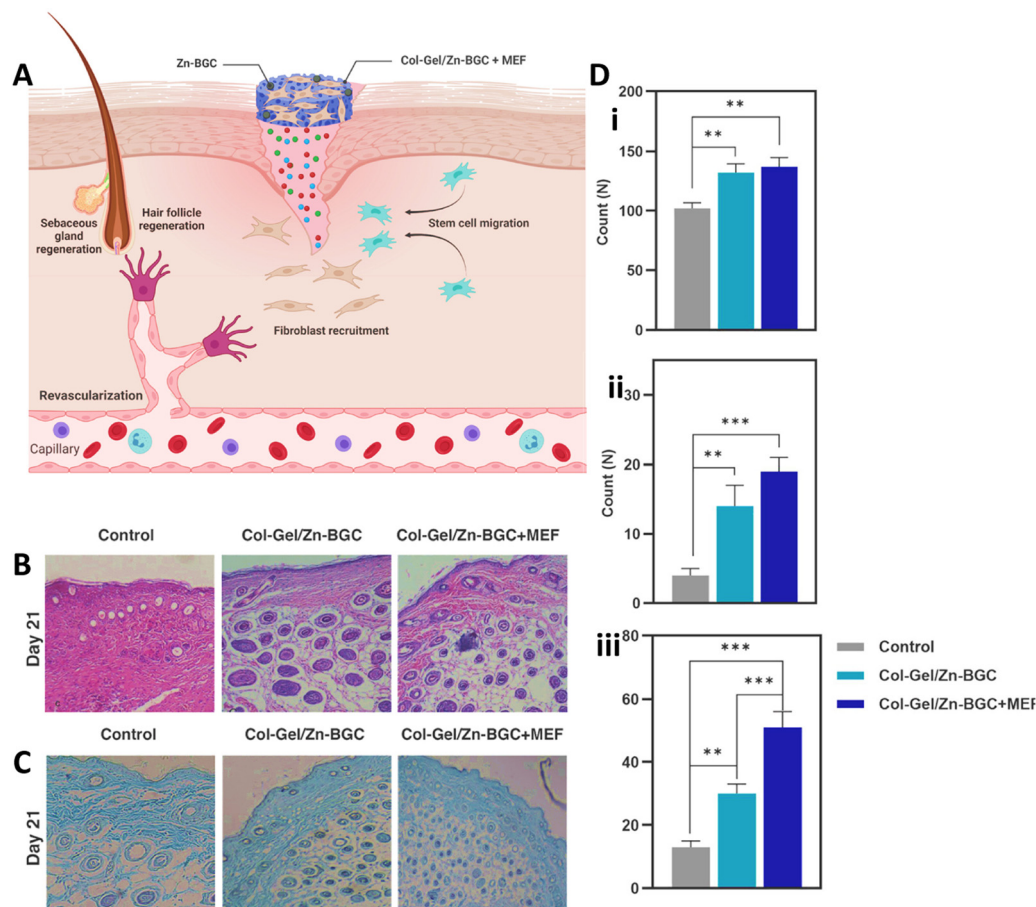 A
Zn-BGC
Col-Gel/Zn-BGC + MEF
Sebaceous
gland
regeneration
Hair follicle
regeneration
Stem cell migration
Fibroblast recruitment
Revascularization
Capillary
B
Control
Col-Gel/Zn-BGC
Col-Gel/Zn-BGC+MEF
Day 21
C
Control
Col-Gel/Zn-BGC
Col-Gel/Zn-BGC+MEF
Day 21
D
i
Count (N)
200
150
100
50
0
**
**
ii
Count (N)
30
20
10
0
***
**
iii
80
60
40
20
0
***
***
**
Control
Col-Gel/Zn-BGC
Col-Gel/Zn-BGC+MEF